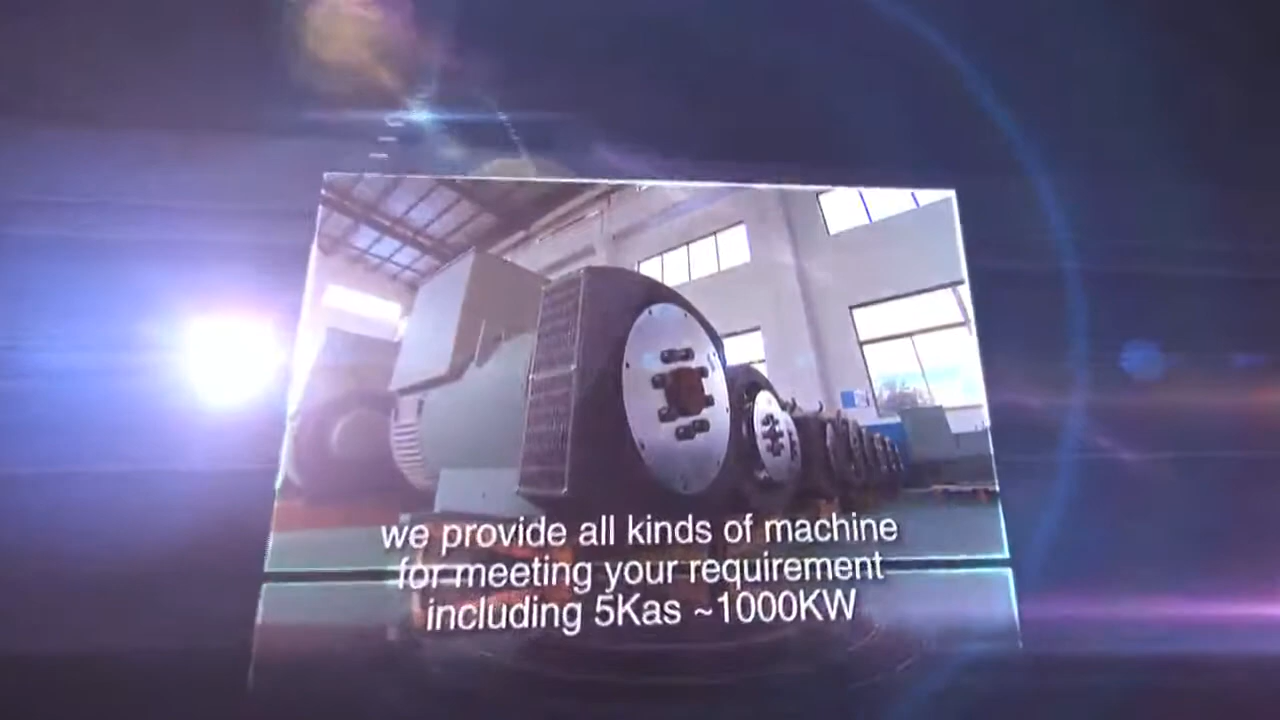 we provide all kinds of machine
for meeting your requirement
including 5Kas ~1000KW